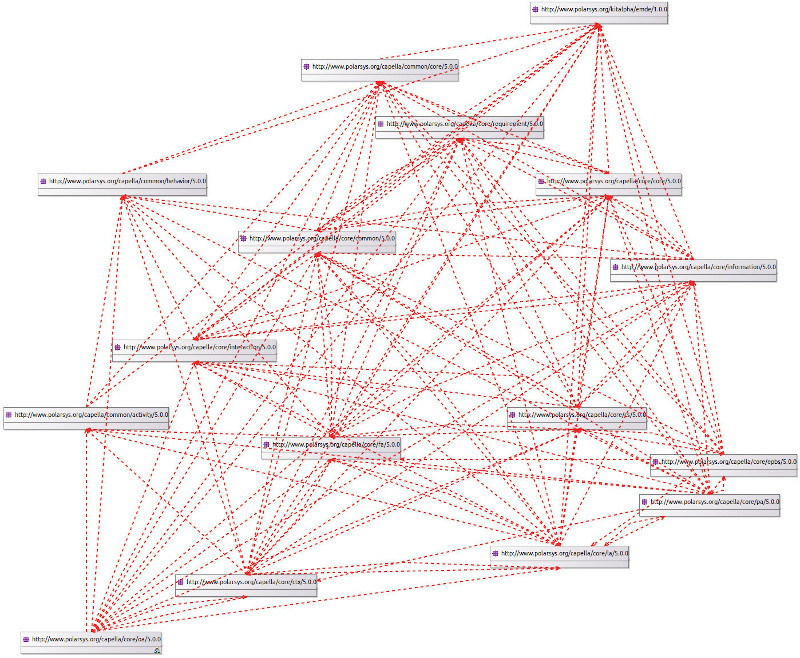 http://www.polarsys.org/kitalpha/emde/1.0.0
http://www.polarsys.org/capella/common/core/5.0.0
http://www.polarsys.org/capella/core/requirement/5.0.0
http://www.polarsys.org/capella/common/behavior/5.0.0
http://www.polarsys.org/capella/core/core/5.0.0
http://www.polarsys.org/capella/core/common/5.0.0
http://www.polarsys.org/capella/core/information/5.0.0
http://www.polarsys.org/capella/core/interaction/5.0.0
http://www.polarsys.org/capella/common/activity/5.0.0
http://www.polarsys.org/capella/core/cs/5.0.0
http://www.polarsys.org/capella/core/fa/5.0.0
http://www.polarsys.org/capella/core/epbs/5.0.0
http://www.polarsys.org/capella/core/pa/5.0.0
http://www.polarsys.org/capella/core/la/5.0.0
http://www.polarsys.org/capella/core/ctx/5.0.0
http://www.polarsys.org/capella/core/oa/5.0.0